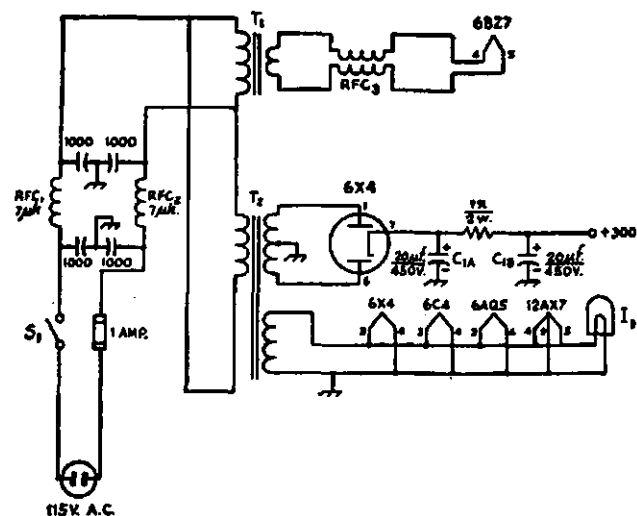 T1
6BZ7
4
5
RFC3
1000 1000
RFC1
7μh.
RFC2
7μh.
1000 1000
T2
6X4
1
7
6
2w.
+300
+
20μf
450V.
-
C1A
C1B
+
20μf
450V.
-
S1
1 AMP.
6X4
6C4
6AQ5
12AX7
I1
3 4
3 4
3 4
4 9 5
115V. A.C.